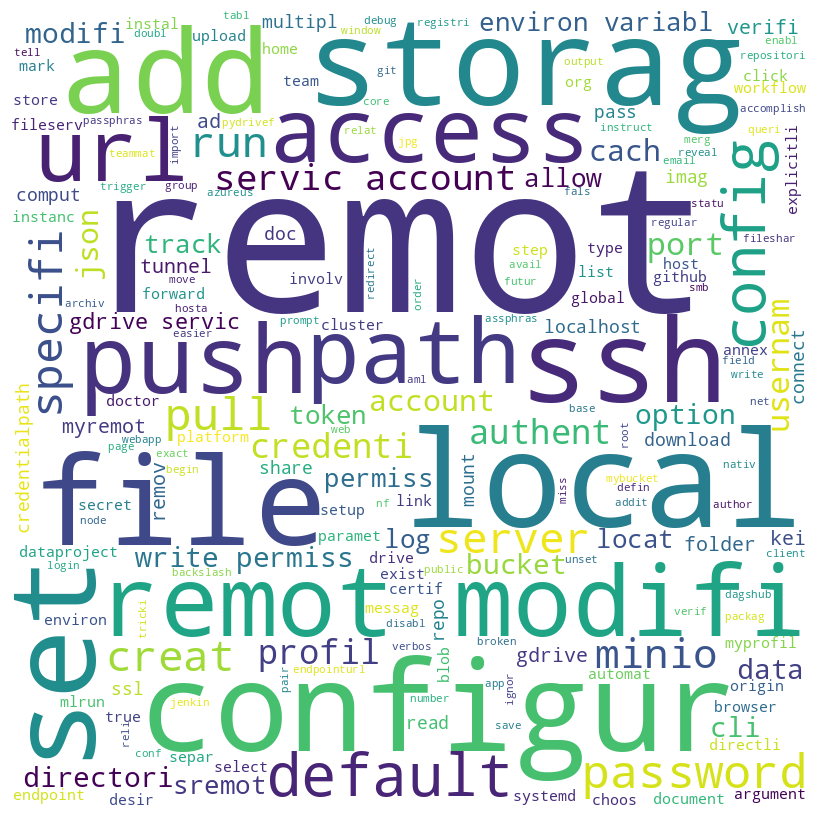 tabl
debug
registri
instal
doubl
multipl
environ variabl
modifi
verifi
upload
window
enabl
add
storag
home
git
output
repositori
tell
mark
team
core
org
click
workflow
store
passphras
pass
accomplish
fileserv
ad
pydrivef
url
run
access
cach
instruct
queri
teammat
import
relat
jpg
merg
email
reveal
comput
trigger
group
servic account
allow
imag
explicitli
instanc
azureus
fals
statu
config
remot
regular
json
track
doc
step
type
port
fileshar
specifi
tunnel
redirect
avail
github
host
smb
move
involv
order
list
forward
futur
global
archiv
hosta
gdrive servic
prompt
cluster
assphras
localhost
annex
usernam
connect
easier
push
path
ssh
field
write
aml
doctor
account
base
net
myremot
pull
token
option
credentialpath
webapp
platform
web
authent
download
root
page
exact
credenti
begin
share
file
local
permiss
mount
miss
nativ
remov
link
mybucket
secret
setup
defin
addit
author
node
nf
paramet
log
server
locat
folder
kei
dataproject
write permiss
drive
bucket
unset
client
login
exist
public
backslash
certif
dagshub
set
remot modifi
environ
messag
repo
verif
packag
tricki
disabl
creat
profil
verbos
broken
gdrive
minio
myprofil
ssl
pair
endpointurl
blob
app
ignor
automat
data
mlrun
configur
origin
jenkin
number
browser
true
reli
read
save
cli
conf
separ
directli
directori
select
default
password
sremot
endpoint
desir
systemd
choos
document
argument